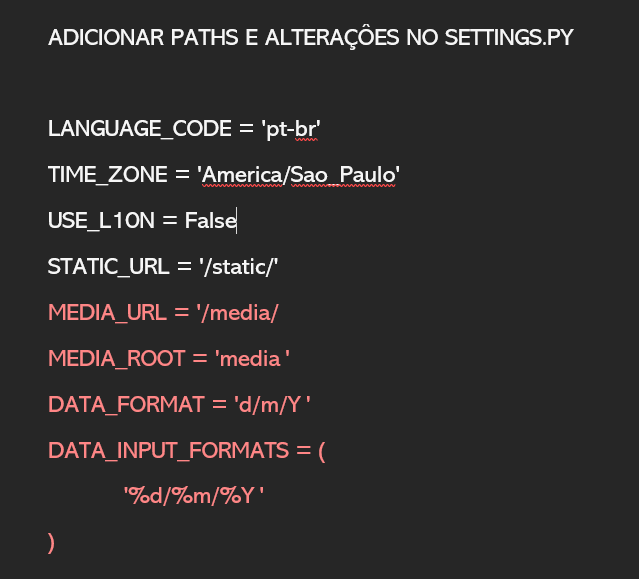 ADICIONAR PATHS E ALTERAÇÕES NO SETTINGS.PY
LANGUAGE_CODE = 'pt-br'
TIME_ZONE = 'America/Sao_Paulo'
USE_L10N = False
STATIC_URL = '/static/'
MEDIA_URL = '/media/
MEDIA_ROOT = 'media '
DATA_FORMAT = 'd/m/Y '
DATA_INPUT_FORMATS = (
'%d/%m/%Y '
)